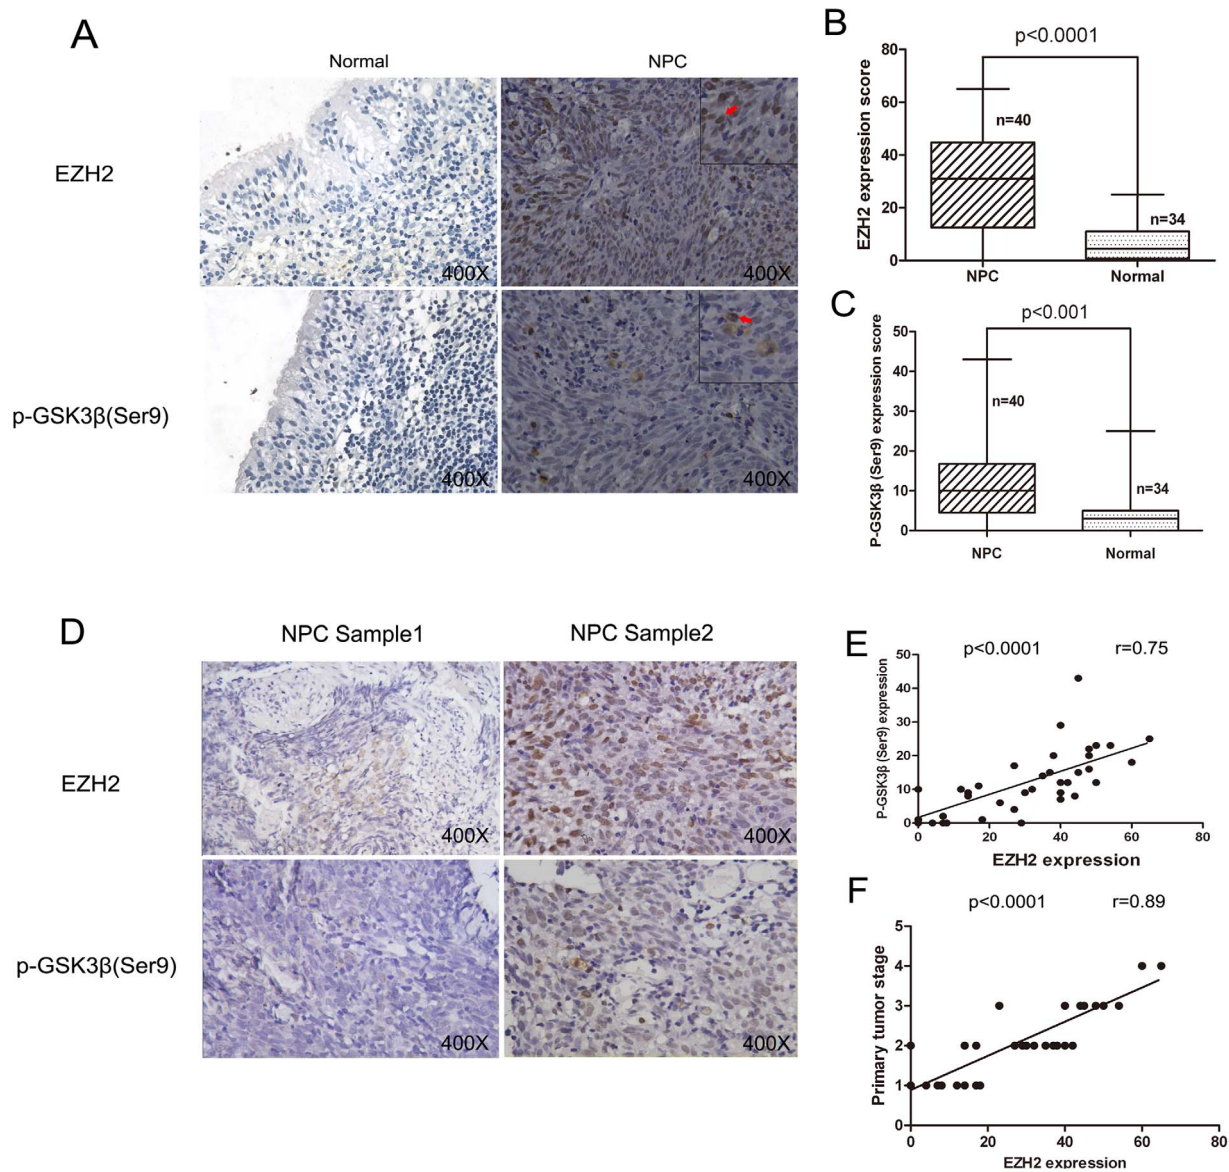 A
Normal
NPC
EZH2
400X
400X
p-GSK3β(Ser9)
400X
400X
B
p<0.0001
EZH2 expression score
80
60
40
20
0
n=40
n=34
NPC
Normal
C
p<0.001
P-GSK3β (Ser9) expression score
50
40
30
20
10
0
n=40
n=34
NPC
Normal
D
NPC Sample1
NPC Sample2
EZH2
400X
400X
p-GSK3β(Ser9)
400X
400X
E
p<0.0001
r=0.75
P-GSK3β (Ser9) expression
50
40
30
20
10
0
0
20
40
60
80
EZH2 expression
F
p<0.0001
r=0.89
Primary tumor stage
5
4
3
2
1
0
0
20
40
60
80
EZH2 expression